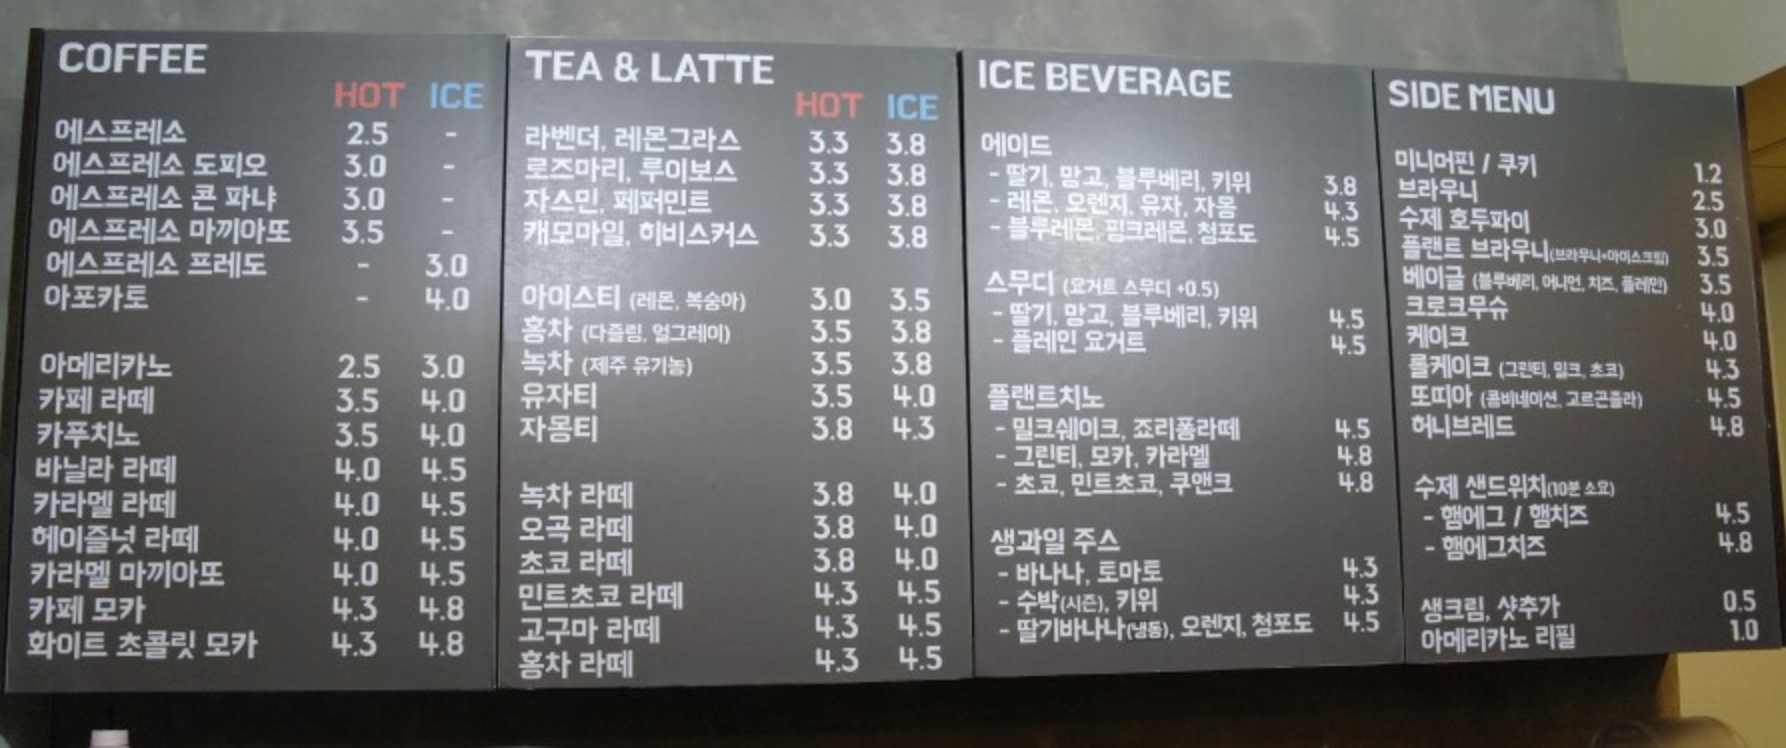 COFFEE
HOT ICE
에스프레소 2.5 -
에스프레소 도피오 3.0 -
에스프레소 콘 파냐 3.0 -
에스프레소 마끼아또 3.5 -
에스프레소 프레도 - 3.0
아포카토 - 4.0
아메리카노 2.5 3.0
카페 라떼 3.5 4.0
카푸치노 3.5 4.0
바닐라 라떼 4.0 4.5
카라멜 라떼 4.0 4.5
헤이즐넛 라떼 4.0 4.5
카라멜 마끼아또 4.0 4.5
카페 모카 4.3 4.8
화이트 초콜릿 모카 4.3 4.8
TEA & LATTE
HOT ICE
라벤더, 레몬그라스 3.3 3.8
로즈마리, 루이보스 3.3 3.8
자스민, 페퍼민트 3.3 3.8
캐모마일, 히비스커스 3.3 3.8
아이스티 (레몬, 복숭아) 3.0 3.5
홍차 (다즐링, 얼그레이) 3.5 3.8
녹차 (제주 유기농) 3.5 3.8
유자티 3.5 4.0
자몽티 3.8 4.3
녹차 라떼 3.8 4.0
오곡 라떼 3.8 4.0
초코 라떼 3.8 4.0
민트초코 라떼 4.3 4.5
고구마 라떼 4.3 4.5
홍차 라떼 4.3 4.5
ICE BEVERAGE
에이드
- 딸기, 망고, 블루베리, 키위 3.8
- 레몬, 오렌지, 유자, 자몽 4.3
- 블루레몬, 핑크레몬, 청포도 4.5
스무디 (요거트 스무디 +0.5)
- 딸기, 망고, 블루베리, 키위 4.5
- 플레인 요거트 4.5
플랜트치노
- 밀크쉐이크, 죠리퐁라떼 4.5
- 그린티, 모카, 카라멜 4.8
- 초코, 민트초코, 쿠앤크 4.8
생과일 주스
- 바나나, 토마토 4.3
- 수박(시즌), 키위 4.3
- 딸기바나나(냉동), 오렌지, 청포도 4.5
SIDE MENU
미니머핀 / 쿠키 1.2
브라우니 2.5
수제 호두파이 3.0
플랜트 브라우니(브라우니+아이스크림) 3.5
베이글 (블루베리, 어니언, 치즈, 플레인) 3.5
크로크무슈 4.0
케이크 4.0
롤케이크 (그린티, 밀크, 초코) 4.3
또띠아 (콤비네이션, 고르곤졸라) 4.5
허니브레드 4.8
수제 샌드위치(10분 소요)
- 햄에그 / 햄치즈 4.5
- 햄에그치즈 4.8
생크림, 샷추가 0.5
아메리카노 리필 1.0